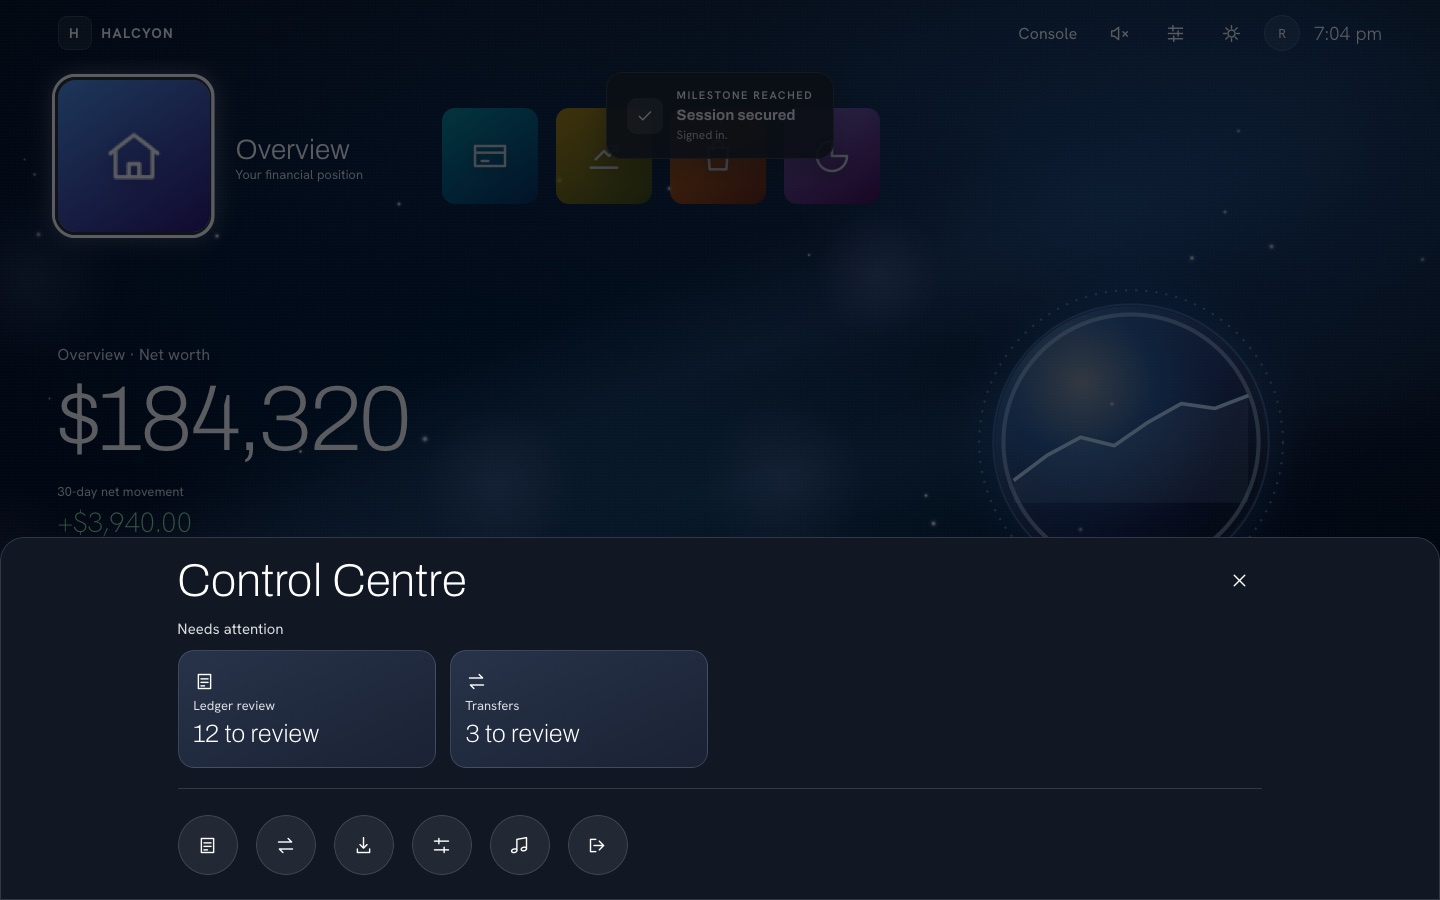 H HALCYON
Console
R
7:04 pm
MILESTONE REACHED
Session secured
Signed in.
Overview
Your financial position
Overview · Net worth
$184,320
30-day net movement
+$3,940.00
Control Centre
Needs attention
Ledger review
12 to review
Transfers
3 to review